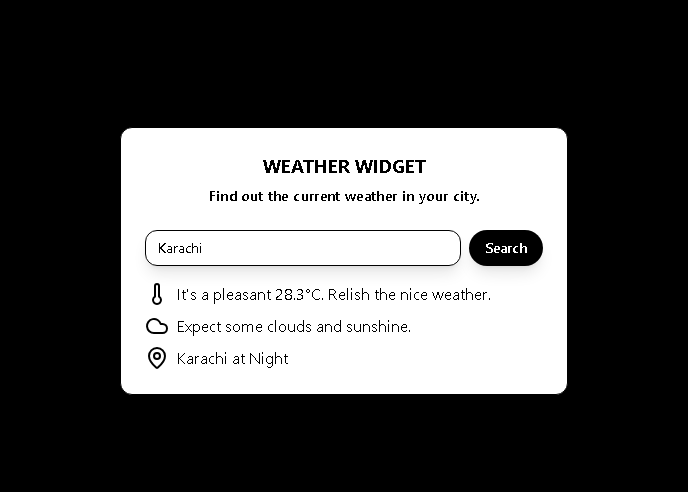 WEATHER WIDGET
Find out the current weather in your city.
Karachi
Search
It's a pleasant 28.3°C. Relish the nice weather.
Expect some clouds and sunshine.
Karachi at Night